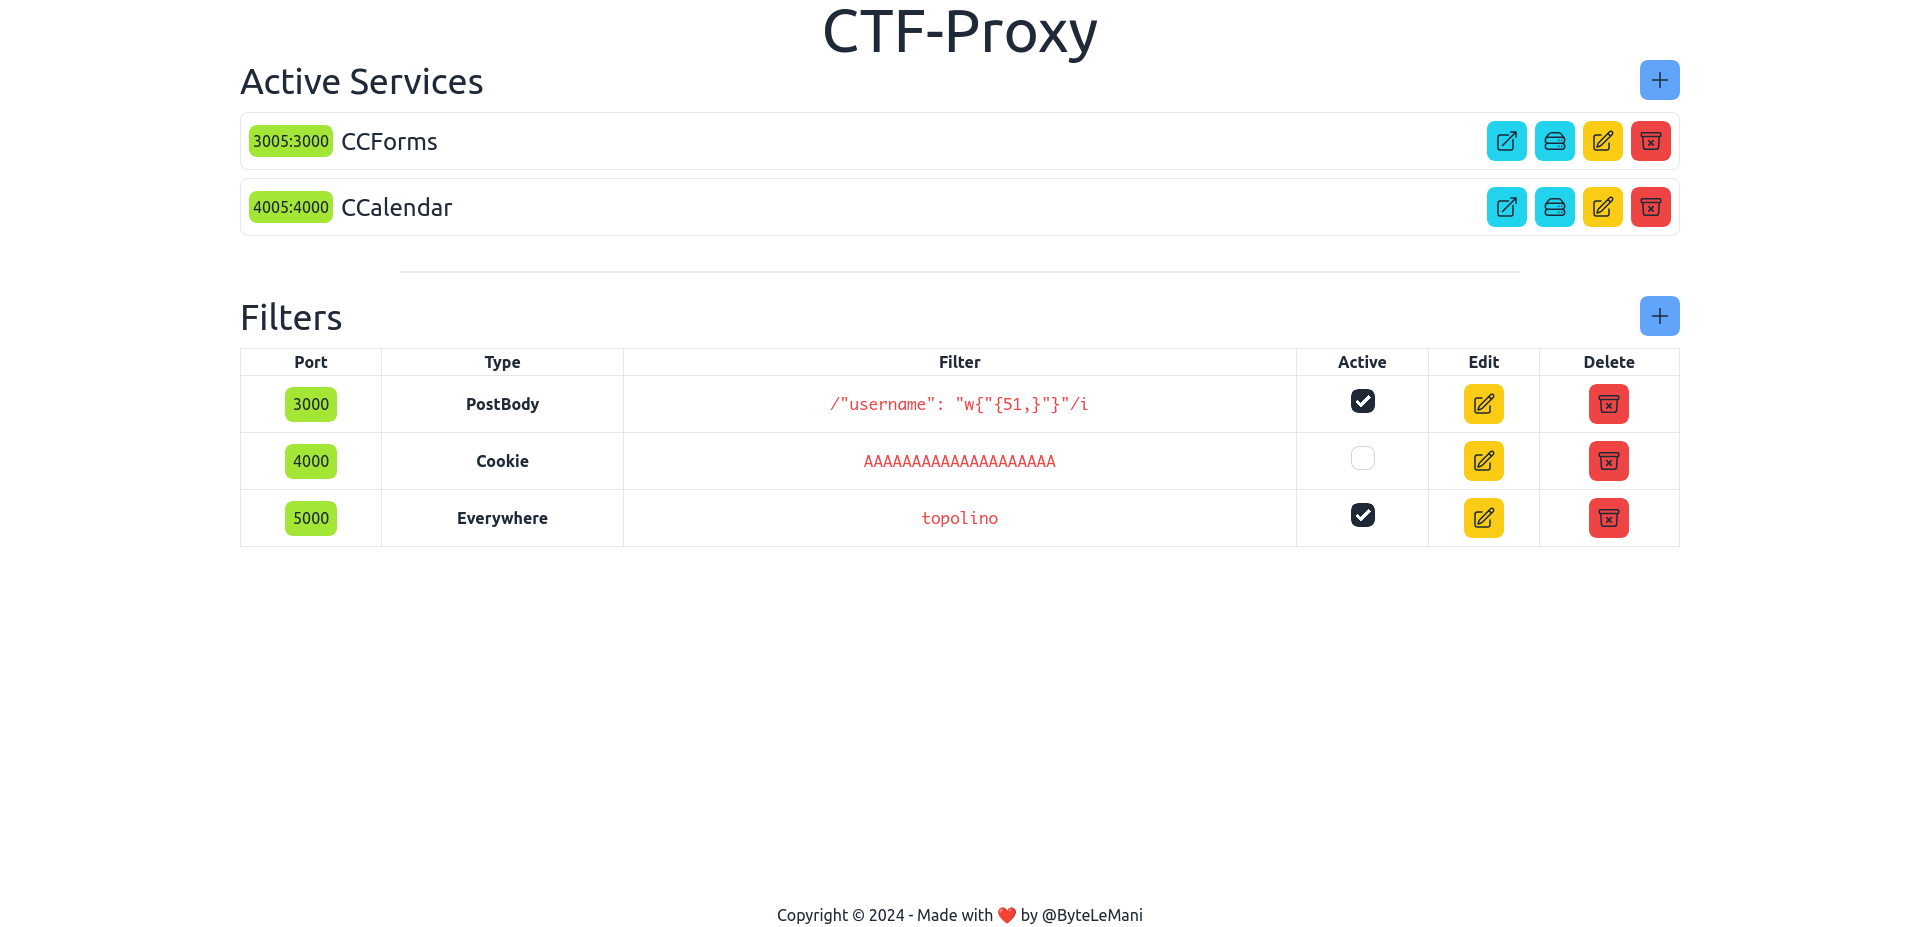 CTF-Proxy
Active Services
3005:3000 CCForms
4005:4000 CCalendar
Filters
Port Type Filter Active Edit Delete
3000 PostBody /"username": "w{"{51,}"}"/i
4000 Cookie AAAAAAAAAAAAAAAAAAAA
5000 Everywhere topolino
Copyright © 2024 - Made with ❤️ by @ByteLeMani